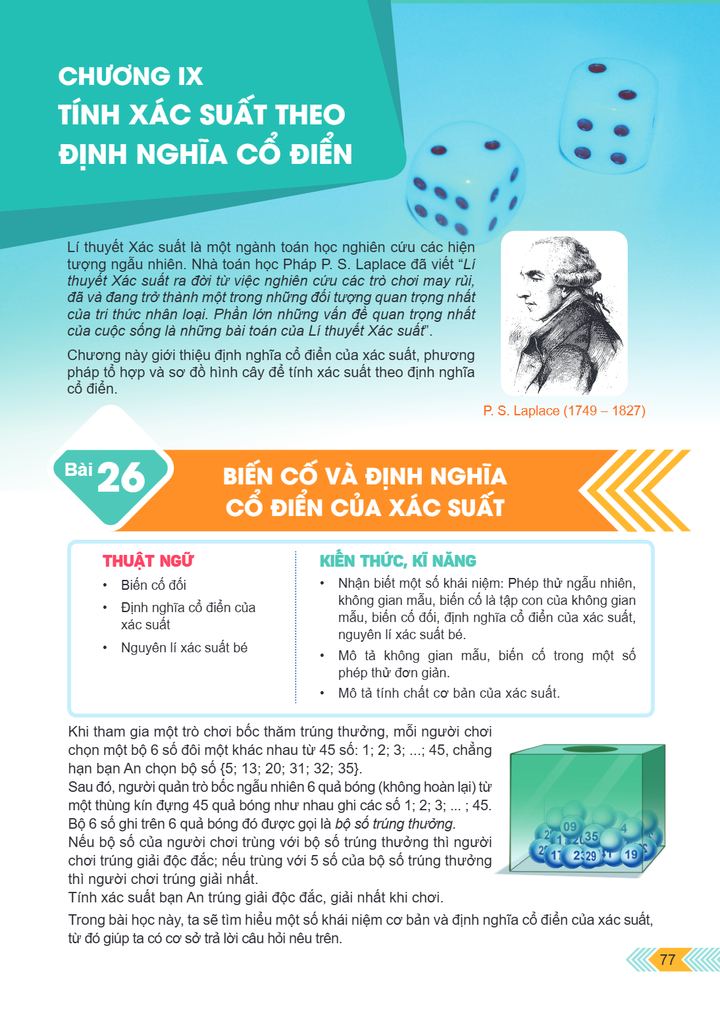 CHƯƠNG IX
TÍNH XÁC SUẤT THEO
ĐỊNH NGHĨA CỔ ĐIỂN
Lí thuyết Xác suất là một ngành toán học nghiên cứu các hiện
tượng ngẫu nhiên. Nhà toán học Pháp P. S. Laplace đã viết “Lí
thuyết Xác suất ra đời từ việc nghiên cứu các trò chơi may rủi,
đã và đang trở thành một trong những đối tượng quan trọng nhất
của tri thức nhân loại. Phần lớn những vấn đề quan trọng nhất
của cuộc sống là những bài toán của Lí thuyết Xác suất”.
Chương này giới thiệu định nghĩa cổ điển của xác suất, phương
pháp tổ hợp và sơ đồ hình cây để tính xác suất theo định nghĩa
cổ điển.
P. S. Laplace (1749 – 1827)
Bài 26
BIẾN CỐ VÀ ĐỊNH NGHĨA
CỔ ĐIỂN CỦA XÁC SUẤT
THUẬT NGỮ
• Biến cố đối
• Định nghĩa cổ điển của
xác suất
• Nguyên lí xác suất bé
KIẾN THỨC, KĨ NĂNG
• Nhận biết một số khái niệm: Phép thử ngẫu nhiên,
không gian mẫu, biến cố là tập con của không gian
mẫu, biến cố đối, định nghĩa cổ điển của xác suất,
nguyên lí xác suất bé.
• Mô tả không gian mẫu, biến cố trong một số
phép thử đơn giản.
• Mô tả tính chất cơ bản của xác suất.
Khi tham gia một trò chơi bốc thăm trúng thưởng, mỗi người chơi
chọn một bộ 6 số đôi một khác nhau từ 45 số: 1; 2; 3; ...; 45, chẳng
hạn bạn An chọn bộ số {5; 13; 20; 31; 32; 35}.
Sau đó, người quản trò bốc ngẫu nhiên 6 quả bóng (không hoàn lại) từ
một thùng kín đựng 45 quả bóng như nhau ghi các số 1; 2; 3; ... ; 45.
Bộ 6 số ghi trên 6 quả bóng đó được gọi là bộ số trúng thưởng.
Nếu bộ số của người chơi trùng với bộ số trúng thưởng thì người
chơi trúng giải độc đắc; nếu trùng với 5 số của bộ số trúng thưởng
thì người chơi trúng giải nhất.
Tính xác suất bạn An trúng giải độc đắc, giải nhất khi chơi.
09
35
4
17
23
29
31
19
Trong bài học này, ta sẽ tìm hiểu một số khái niệm cơ bản và định nghĩa cổ điển của xác suất,
từ đó giúp ta có cơ sở trả lời câu hỏi nêu trên.
77